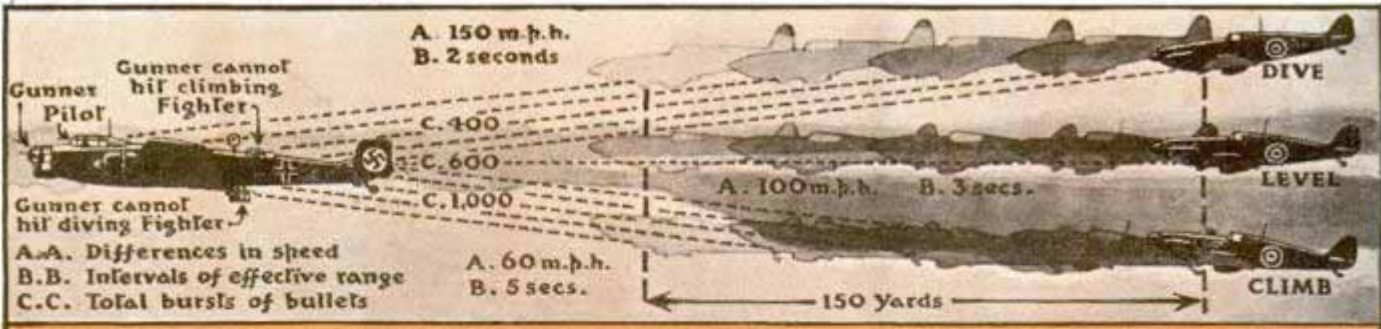 A. 150 m.p.h.
B. 2 seconds
Gunner
Pilot
Gunner cannot
hit climbing
Fighter
DIVE
C. 400
C. 600
C. 1,000
A. 100 m.p.h. B. 3 secs.
LEVEL
Gunner cannot
hit diving Fighter
A.A. Differences in speed
B.B. Intervals of effective range
C.C. Total bursts of bullets
A. 60 m.p.h.
B. 5 secs.
150 Yards
CLIMB